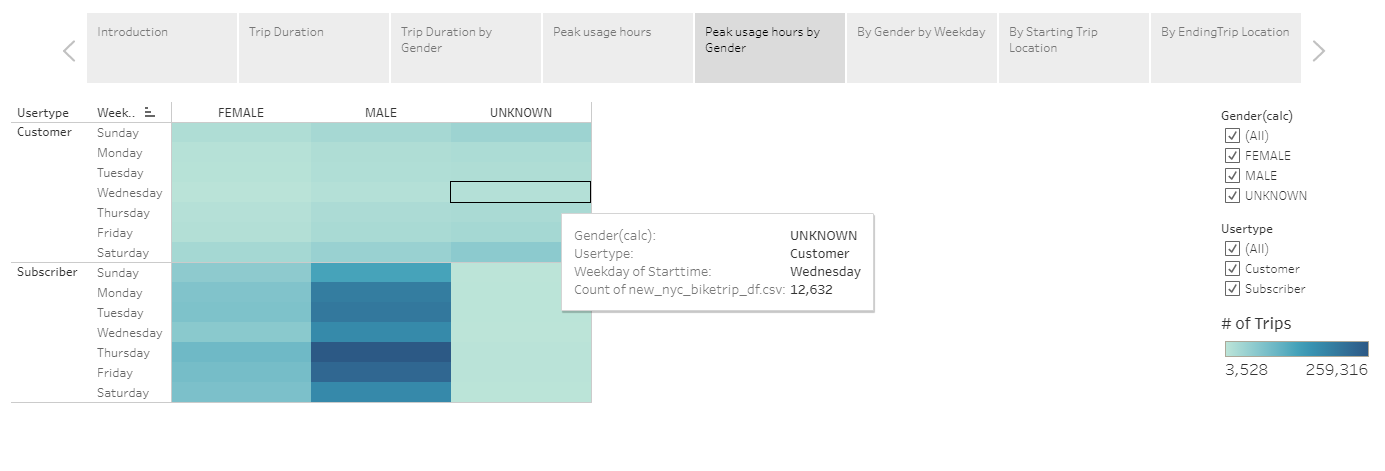 Introduction
Trip Duration
Trip Duration by
Gender
Peak usage hours
Peak usage hours by
Gender
By Gender by Weekday
By Starting Trip
Location
By EndingTrip Location
Usertype Week.. FEMALE MALE UNKNOWN
Customer Sunday
Monday
Tuesday
Wednesday
Thursday
Friday
Saturday
Subscriber Sunday
Monday
Tuesday
Wednesday
Thursday
Friday
Saturday
Gender(calc): UNKNOWN
Usertype: Customer
Weekday of Starttime: Wednesday
Count of new_nyc_biketrip_df.csv: 12,632
Gender(calc)
(All)
FEMALE
MALE
UNKNOWN
Usertype
(All)
Customer
Subscriber
# of Trips
3,528 259,316